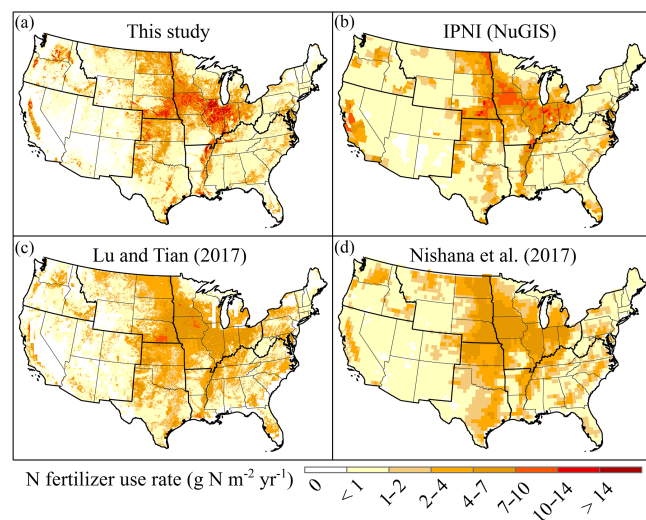 (a) This study
(b) IPNI (NuGIS)
(c) Lu and Tian (2017)
(d) Nishana et al. (2017)
N fertilizer use rate (g N m⁻² yr⁻¹)
0
< 1
1–2
2–4
4–7
7–10
10–14
> 14